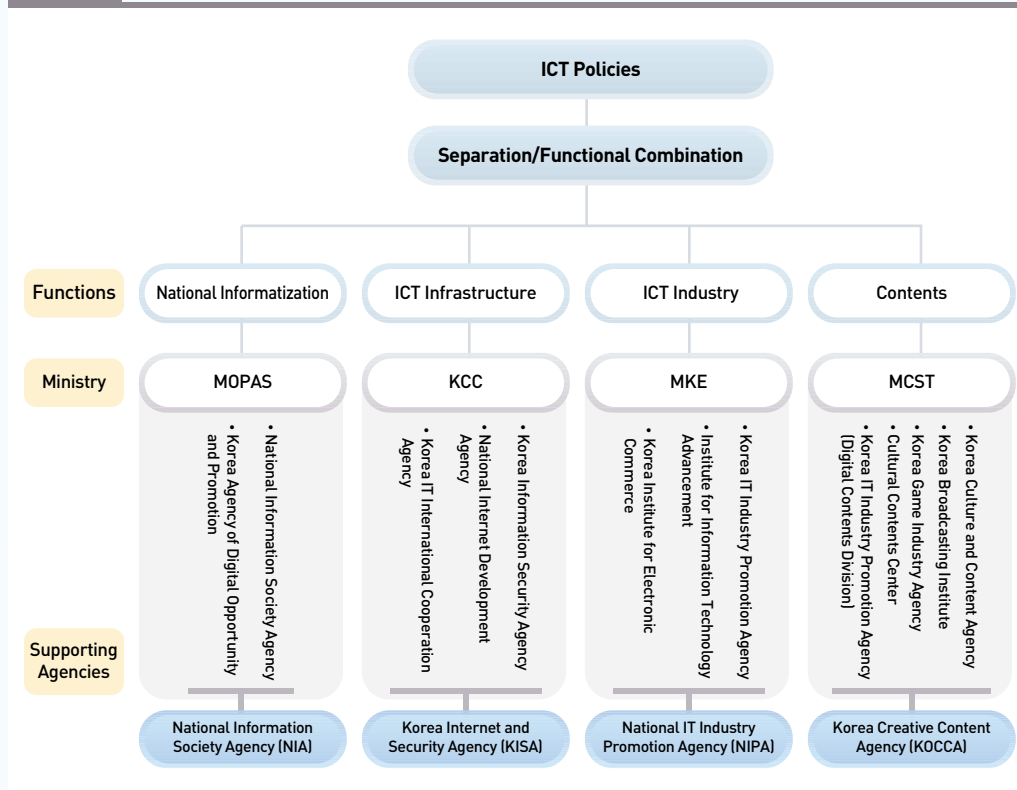 ICT Policies
Separation/Functional Combination
Functions
National Informatization
ICT Infrastructure
ICT Industry
Contents
Ministry
MOPAS
KCC
MKE
MCST
Supporting
Agencies
• National Information Society Agency
• Korea Agency of Digital Opportunity
and Promotion
• Korea Information Security Agency
• National Internet Development
Agency
• Korea IT International Cooperation
Agency
• Korea IT Industry Promotion Agency
• Institute for Information Technology
Advancement
• Korea Institute for Electronic
Commerce
• Korea Culture and Content Agency
• Korea Broadcasting Institute
• Korea Game Industry Agency
• Cultural Contents Center
• Korea IT Industry Promotion Agency
(Digital Contents Division)
National Information
Society Agency (NIA)
Korea Internet and
Security Agency (KISA)
National IT Industry
Promotion Agency (NIPA)
Korea Creative Content
Agency (KOCCA)